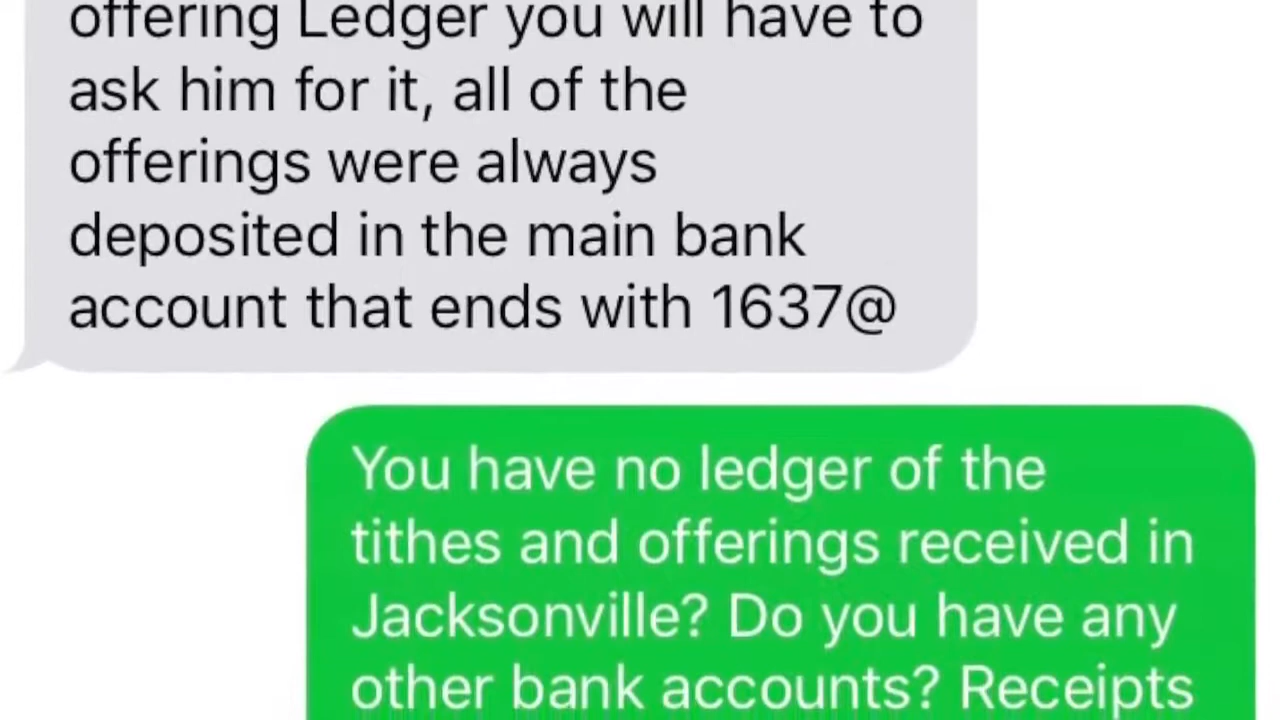 offering Ledger you will have to
ask him for it, all of the
offerings were always
deposited in the main bank
account that ends with 1637@
You have no ledger of the
tithes and offerings received in
Jacksonville? Do you have any
other bank accounts? Receipts